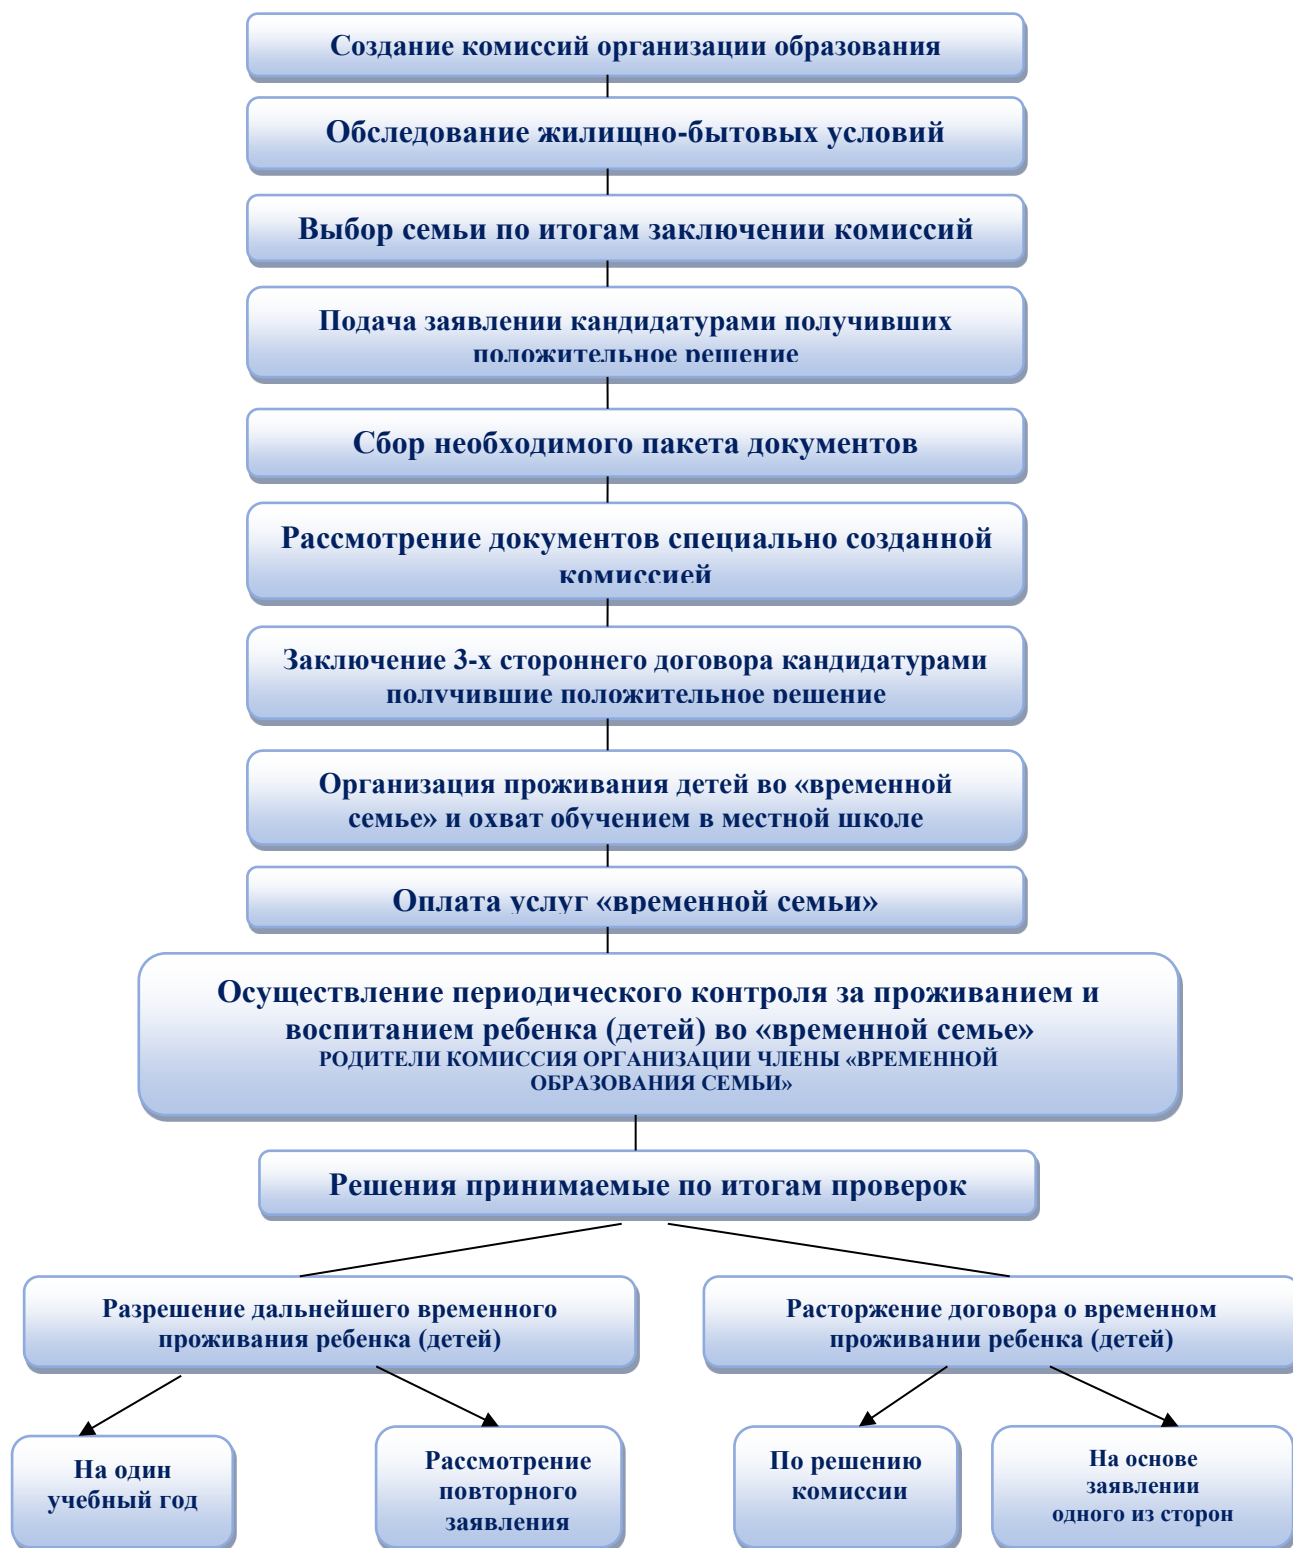 Создание комиссий организации образования
Обследование жилищно-бытовых условий
Выбор семьи по итогам заключении комиссий
Подача заявлении кандидатурами получивших
положительное решение
Сбор необходимого пакета документов
Рассмотрение документов специально созданной
комиссией
Заключение 3-х стороннего договора кандидатурами
получившие положительное решение
Организация проживания детей во «временной
семье» и охват обучением в местной школе
Оплата услуг «временной семьи»
Осуществление периодического контроля за проживанием и
воспитанием ребенка (детей) во «временной семье»
РОДИТЕЛИ КОМИССИЯ ОРГАНИЗАЦИИ ЧЛЕНЫ «ВРЕМЕННОЙ
ОБРАЗОВАНИЯ СЕМЬИ»
Решения принимаемые по итогам проверок
Разрешение дальнейшего временного
проживания ребенка (детей)
Расторжение договора о временном
проживании ребенка (детей)
На один
учебный год
Рассмотрение
повторного
заявления
По решению
комиссии
На основе
заявлении
одного из сторон